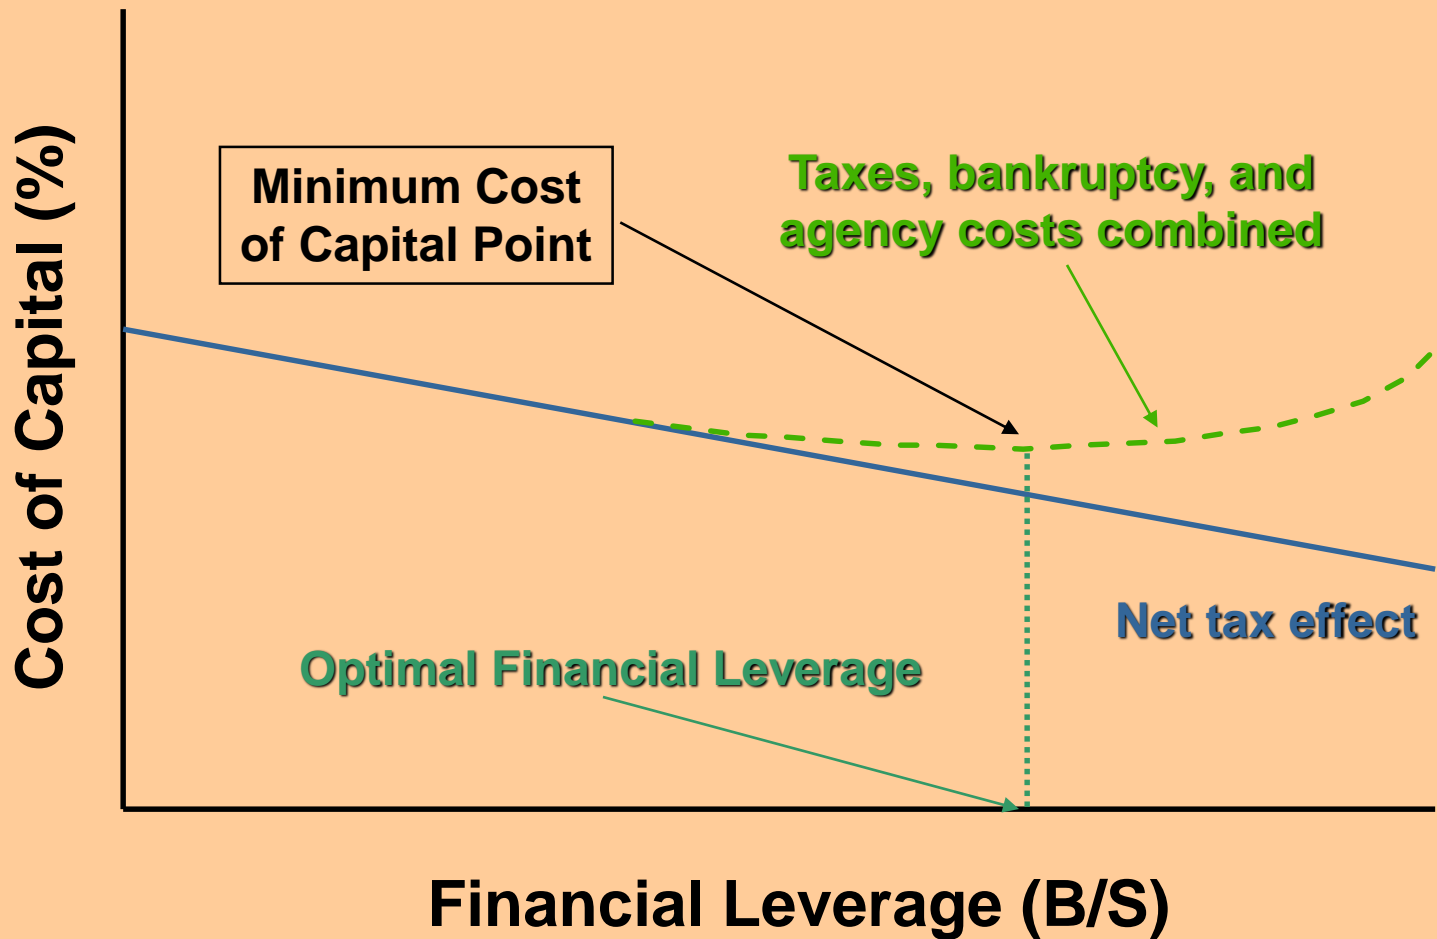 Cost of Capital (%)
Minimum Cost
of Capital Point
Taxes, bankruptcy, and
agency costs combined
Net tax effect
Optimal Financial Leverage
Financial Leverage (B/S)